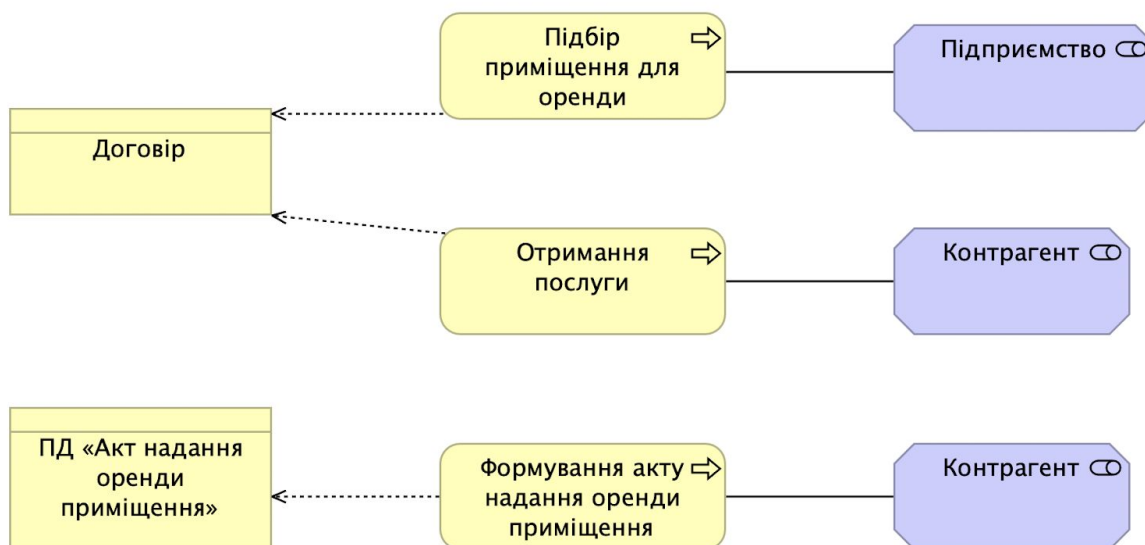 Підбір
приміщення для
оренди
Підприємство
Договір
Отримання
послуги
Контрагент
ПД «Акт надання
оренди
приміщення»
Формування акту
надання оренди
приміщення
Контрагент